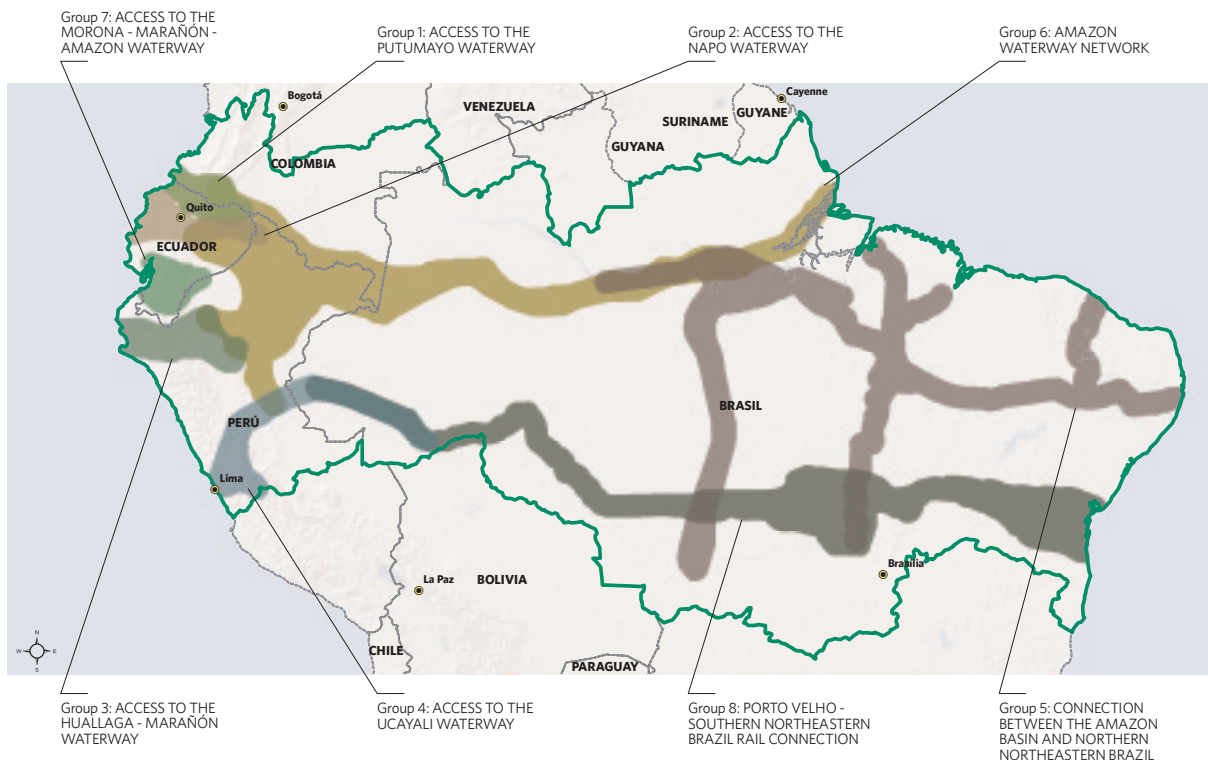 Group 7: ACCESS TO THE
MORONA - MARAÑÓN -
AMAZON WATERWAY
Group 1: ACCESS TO THE
PUTUMAYO WATERWAY
Group 2: ACCESS TO THE
NAPO WATERWAY
Group 6: AMAZON
WATERWAY NETWORK
Bogotá
VENEZUELA
Cayenne
GUYANE
SURINAME
GUYANA
COLOMBIA
Quito
ECUADOR
BRASIL
PERÚ
Lima
La Paz
BOLIVIA
Brasília
CHILE
PARAGUAY
N
W E
S
Group 3: ACCESS TO THE
HUALLAGA - MARAÑÓN
WATERWAY
Group 4: ACCESS TO THE
UCAYALI WATERWAY
Group 8: PORTO VELHO -
SOUTHERN NORTHEASTERN
BRAZIL RAIL CONNECTION
Group 5: CONNECTION
BETWEEN THE AMAZON
BASIN AND NORTHERN
NORTHEASTERN BRAZIL